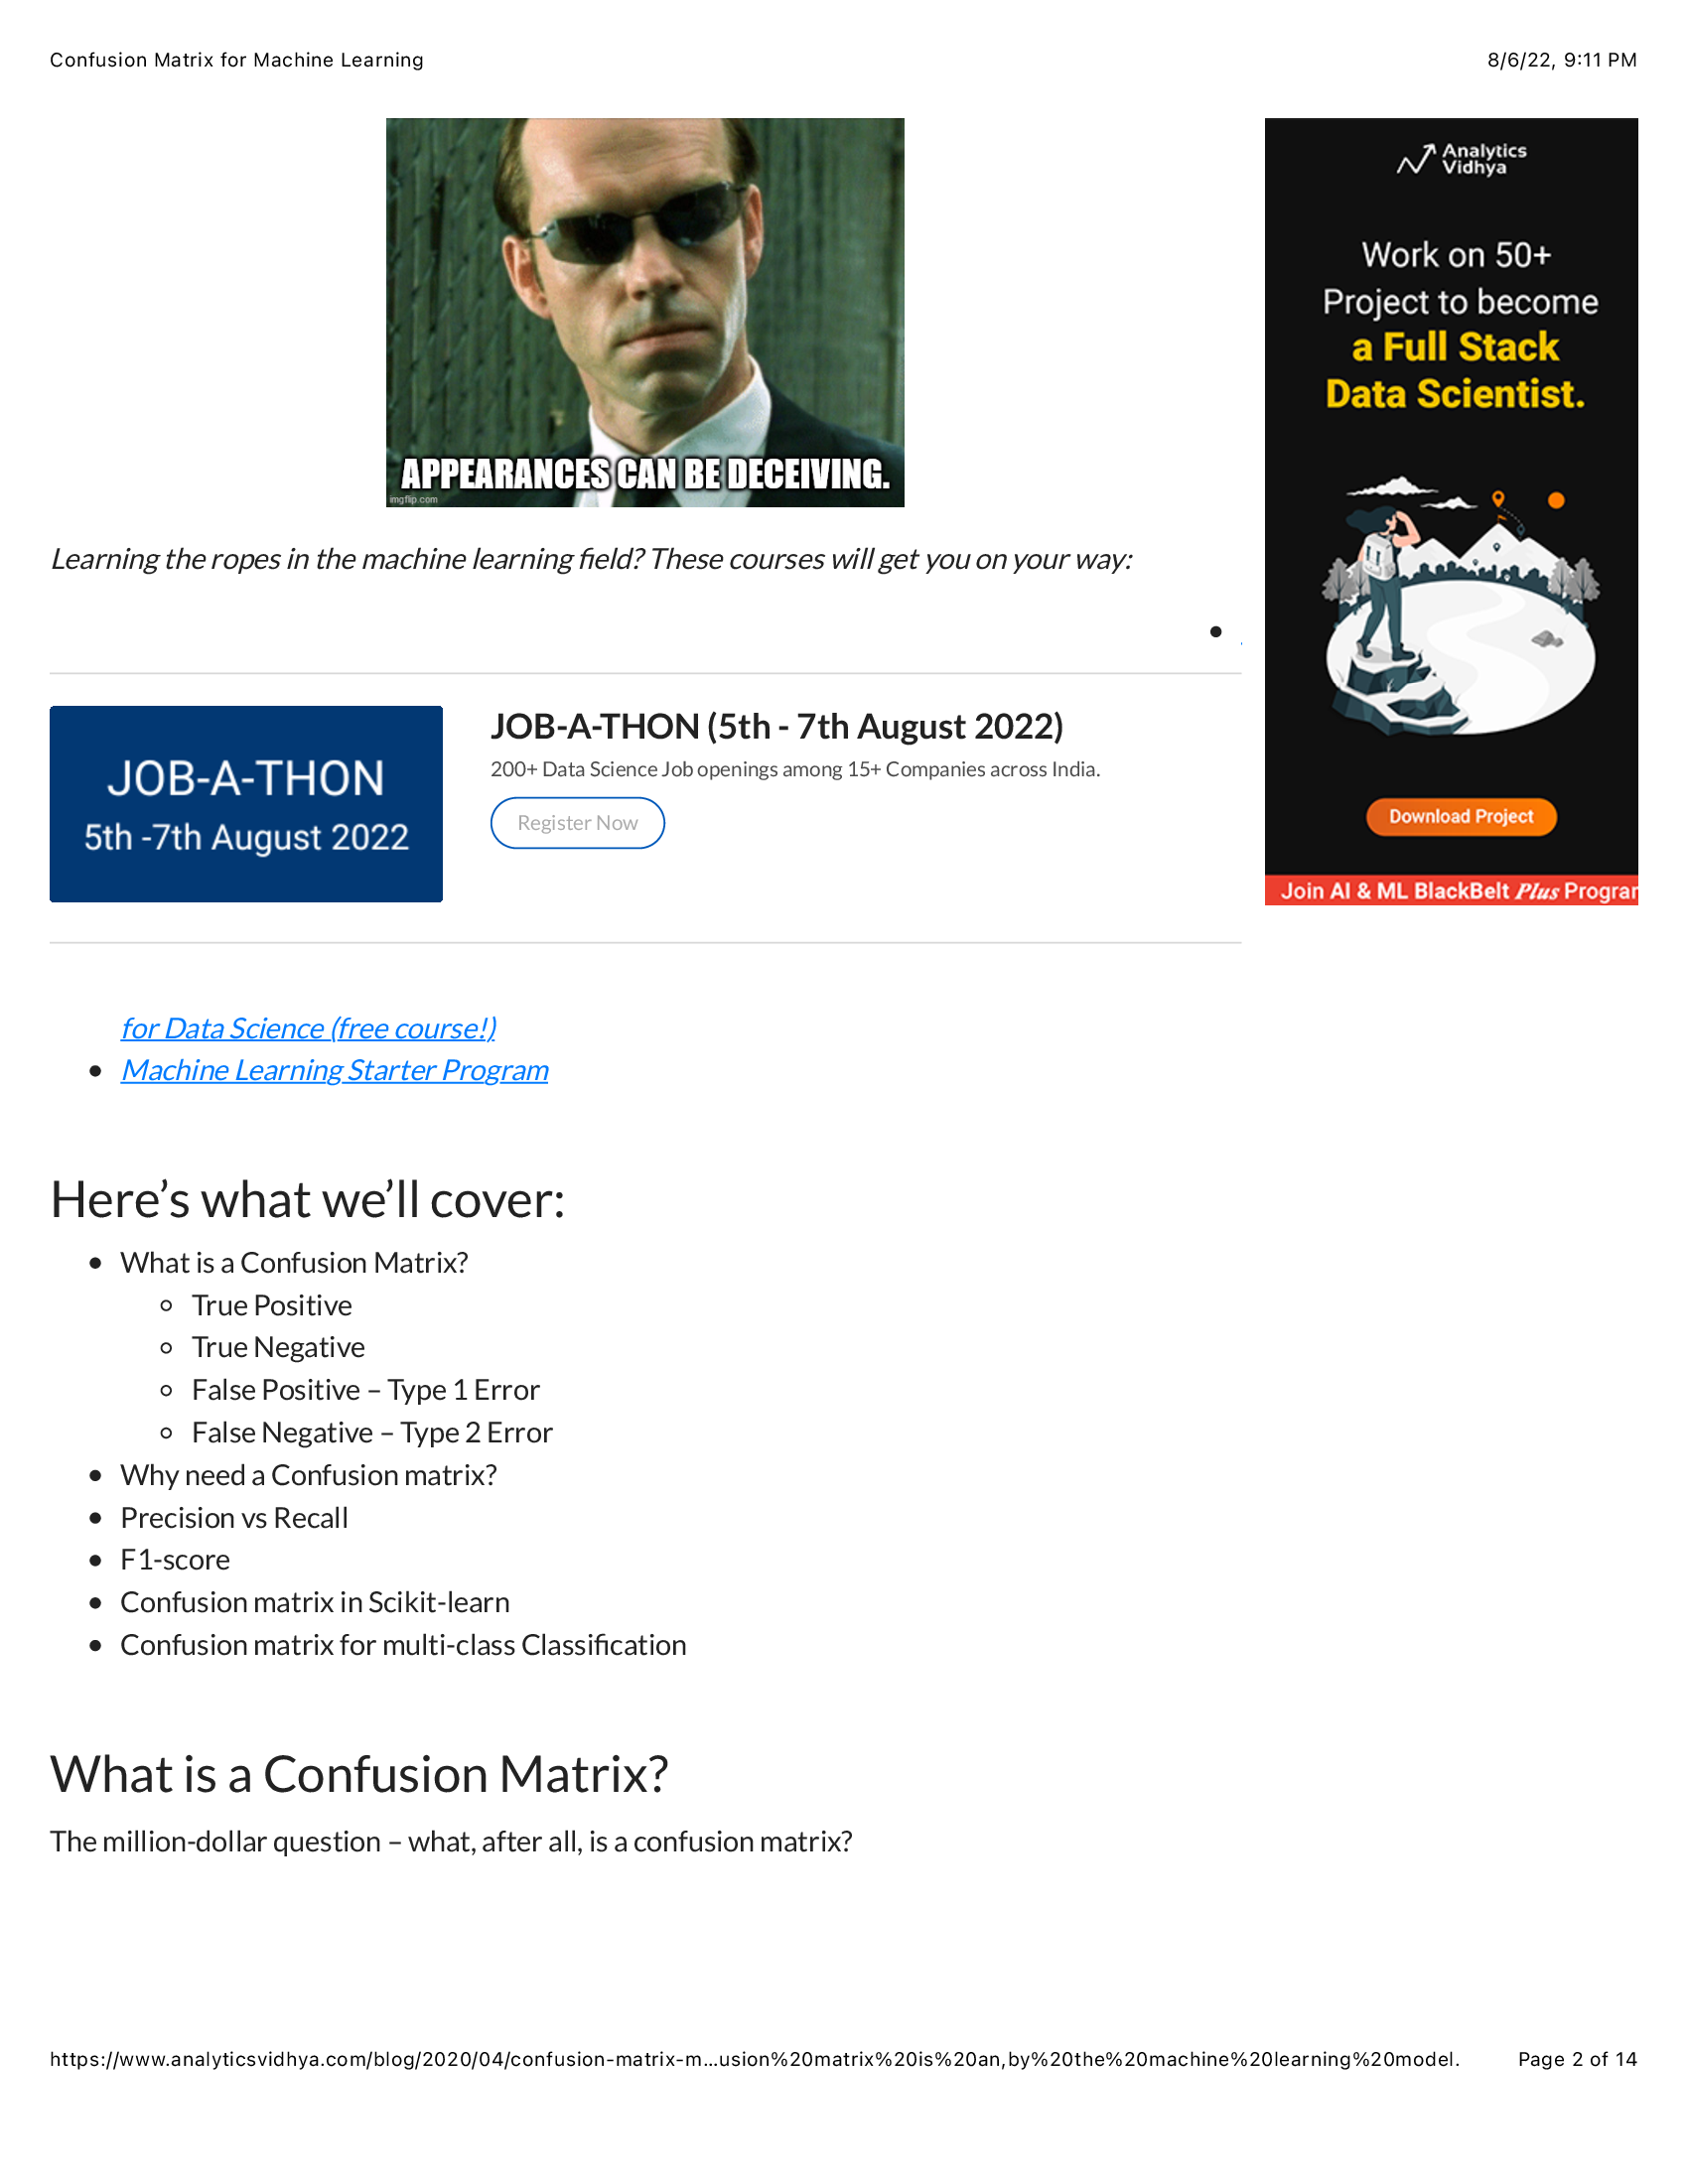 Confusion Matrix for Machine Learning
8/6/22, 9:11 PM
APPEARANCES CAN BE DECEIVING.
imgflip.com
Learning the ropes in the machine learning field? These courses will get you on your way:
Analytics
Vidhya
Work on 50+
Project to become
a Full Stack
Data Scientist.
Download Project
Join AI & ML BlackBelt Plus Progra
JOB-A-THON
5th -7th August 2022
JOB-A-THON (5th - 7th August 2022)
200+ Data Science Job openings among 15+ Companies across India.
Register Now
for Data Science (free course!)
• Machine Learning Starter Program
Here’s what we’ll cover:
• What is a Confusion Matrix?
◦ True Positive
◦ True Negative
◦ False Positive – Type 1 Error
◦ False Negative – Type 2 Error
• Why need a Confusion matrix?
• Precision vs Recall
• F1-score
• Confusion matrix in Scikit-learn
• Confusion matrix for multi-class Classification
What is a Confusion Matrix?
The million-dollar question – what, after all, is a confusion matrix?
https://www.analyticsvidhya.com/blog/2020/04/confusion-matrix-m…usion%20matrix%20is%20an,by%20the%20machine%20learning%20model.
Page 2 of 14